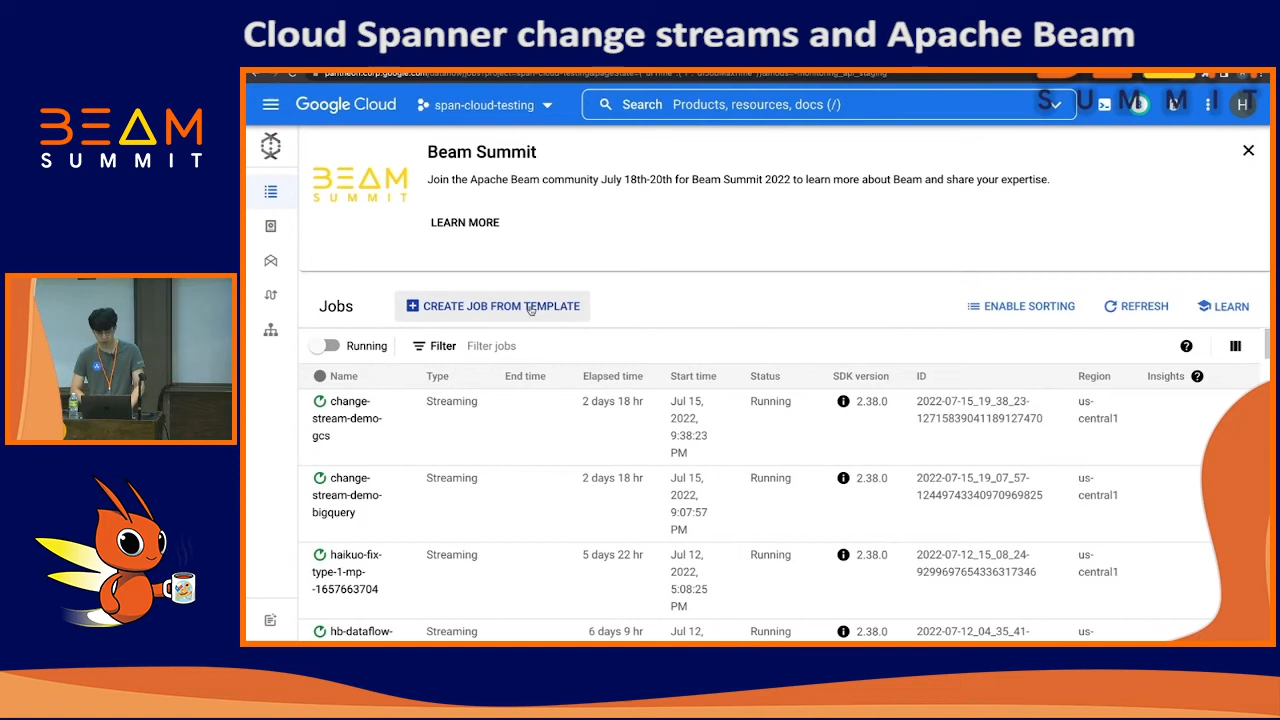 Cloud Spanner change streams and Apache Beam
BEAM
SUMMIT
Google Cloud
span-cloud-testing
Search Products, resources, docs (/)
SUMMIT
H
BEAM
SUMMIT
Beam Summit
Join the Apache Beam community July 18th-20th for Beam Summit 2022 to learn more about Beam and share your expertise.
LEARN MORE
Jobs
CREATE JOB FROM TEMPLATE
ENABLE SORTING
REFRESH
LEARN
Running
Filter Filter jobs
Name Type End time Elapsed time Start time Status SDK version ID Region Insights
change- Streaming 2 days 18 hr Jul 15, Running 2.38.0 2022-07-15_19_38_23- us-
stream-demo- 2022, 12715839041189127470 central1
gcs 9:38:23
PM
change- Streaming 2 days 18 hr Jul 15, Running 2.38.0 2022-07-15_19_07_57- us-
stream-demo- 2022, 12449743340970969825 central1
bigquery 9:07:57
PM
haikuo-fix- Streaming 5 days 22 hr Jul 12, Running 2.38.0 2022-07-12_15_08_24- us-
type-1-mp- 2022, 9299697654336317346 central1
-1657663704 5:08:25
PM
hb-dataflow- Streaming 6 days 9 hr Jul 12, Running 2.38.0 2022-07-12_04_35_41- us-